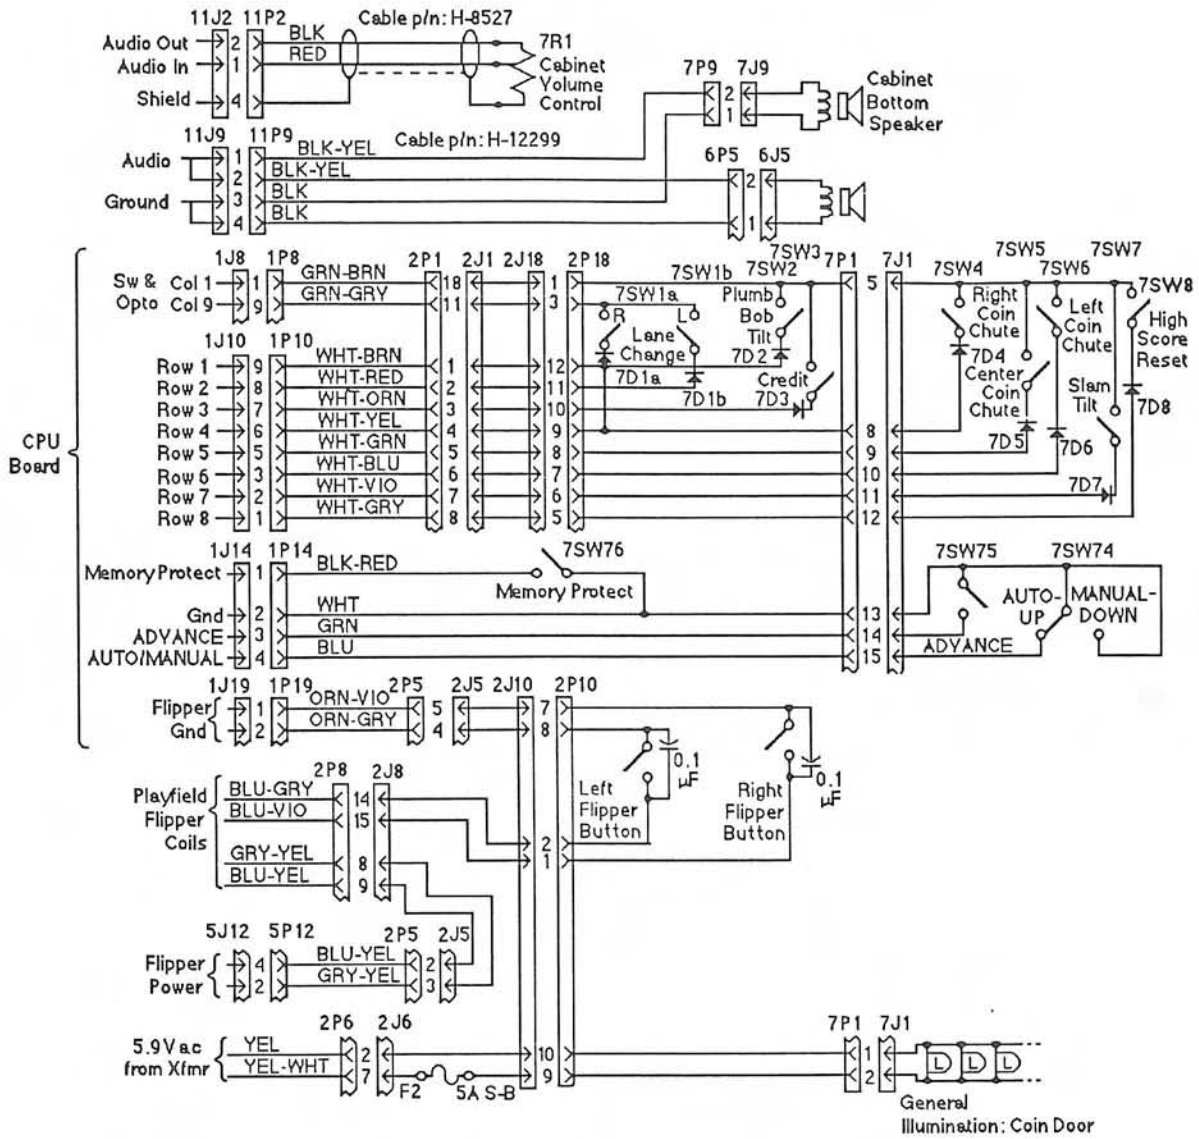 11J2 11P2 Cable p/n: H-8527
Audio Out 2 BLK
Audio In 1 RED
Shield 4
7R1
Cabinet
Volume
Control
7P9 7J9
2
1
Cabinet
Bottom
Speaker
11J9 11P9 Cable p/n: H-12299
Audio 1 BLK-YEL
2 BLK-YEL
Ground 3 BLK
4 BLK
6P5 6J5
2
1
CPU
Board
1J8 1P8 2P1 2J1 2J18 2P18
Sw & Col 1 1 GRN-BRN 18 1
Opto Col 9 9 GRN-GRY 11 3
1J10 1P10
Row 1 9 WHT-BRN 1 12
Row 2 8 WHT-RED 2 11
Row 3 7 WHT-ORN 3 10
Row 4 6 WHT-YEL 4 9
Row 5 5 WHT-GRN 5 8
Row 6 3 WHT-BLU 6 7
Row 7 2 WHT-VIO 7 6
Row 8 1 WHT-GRY 8 5
7SW1b 7SW2 7SW3
7SW1a
R L
Lane
Change
7D1a
7D1b
Plumb
Bob
Tilt
7D2
Credit
7D3
7P1 7J1
5
8
9
10
11
12
7SW4 7SW5 7SW6 7SW7
7SW8
Right
Coin
Chute
7D4
Center
Coin
Chute
7D5
Left
Coin
Chute
7D6
Slam
Tilt
7D7
High
Score
Reset
7D8
1J14 1P14
Memory Protect 1 BLK-RED
7SW76
Memory Protect
Gnd 2 WHT 13
ADVANCE 3 GRN 14
AUTO/MANUAL 4 BLU 15
7SW75 7SW74
AUTO-
UP
MANUAL-
DOWN
ADVANCE
1J19 1P19 2P5 2J5 2J10 2P10
Flipper 1 ORN-VIO 5 7
Gnd 2 ORN-GRY 4 8
0.1
µF
Left
Flipper
Button
0.1
µF
Right
Flipper
Button
2P8 2J8
Playfield
Flipper
Coils
BLU-GRY 14
BLU-VIO 15
GRY-YEL 8
BLU-YEL 9
2
1
5J12 5P12 2P5 2J5
Flipper
Power
4 BLU-YEL 2
2 GRY-YEL 3
2P6 2J6
5.9Vac
from Xfmr
YEL 2 10
YEL-WHT 7 9
F2 5A S-B
7P1 7J1
1
2
L L L
General
Illumination: Coin Door